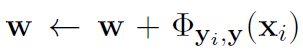 w ← w + Φ_{y_i,y}(x_i)